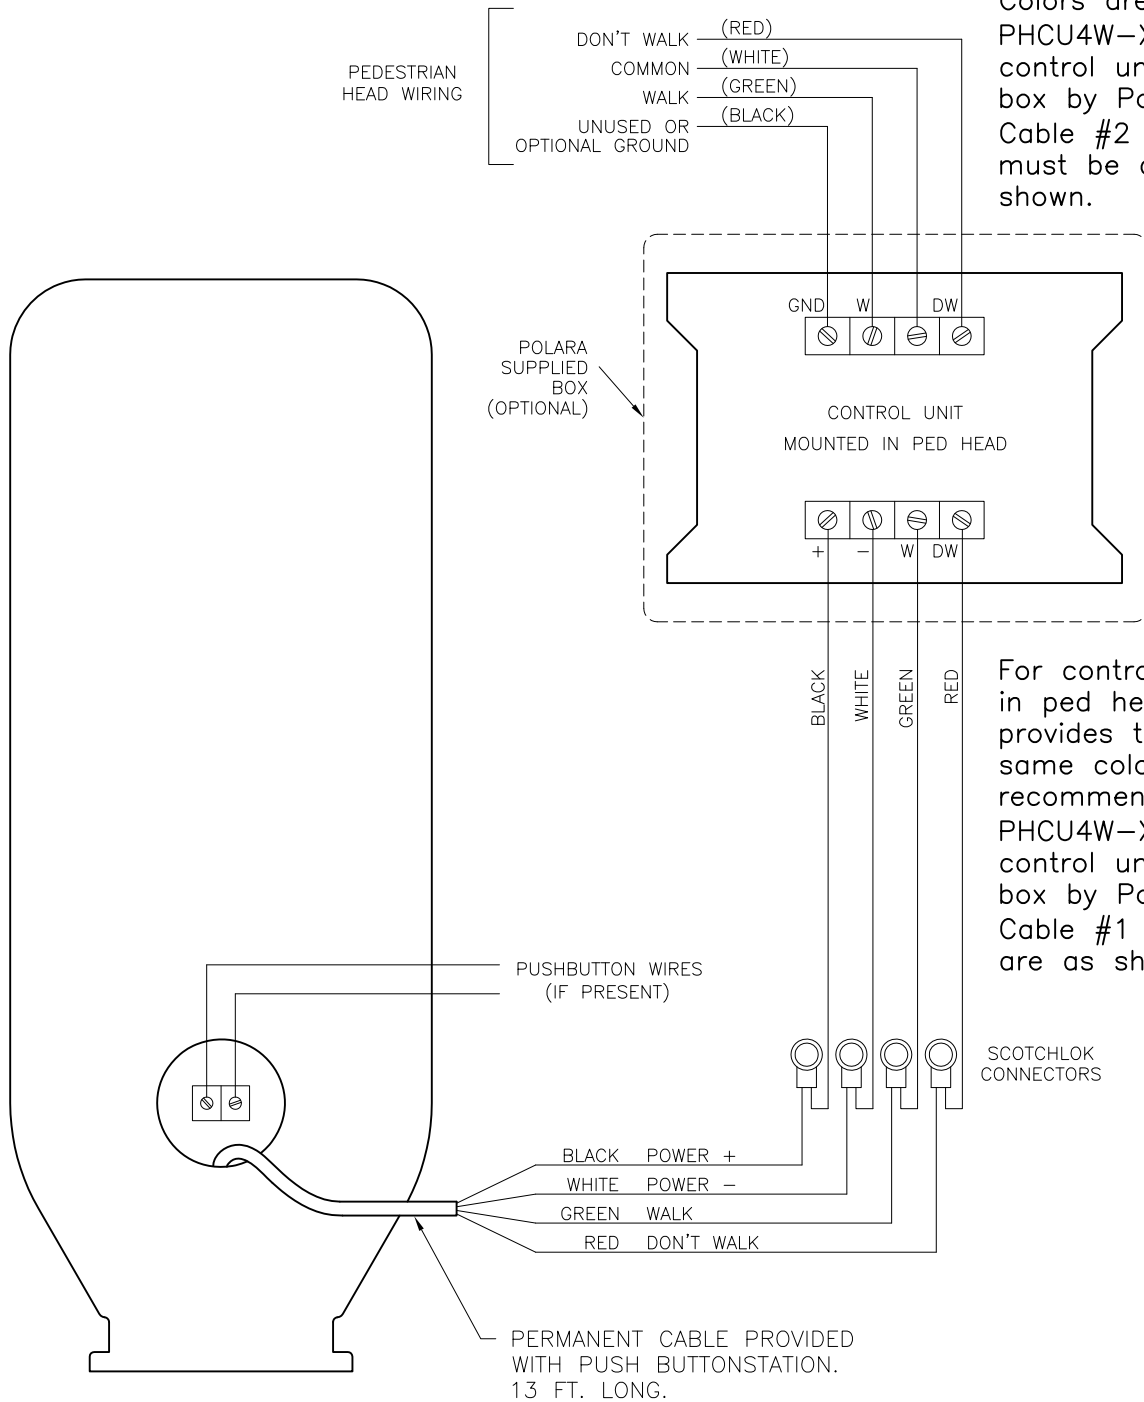 Colors are
PHCU4W-X
control un
box by Po
Cable #2
must be
shown.
PEDESTRIAN
HEAD WIRING
DON'T WALK (RED)
COMMON (WHITE)
WALK (GREEN)
UNUSED OR (BLACK)
OPTIONAL GROUND
GND W DW
POLARA
SUPPLIED
BOX
(OPTIONAL)
CONTROL UNIT
MOUNTED IN PED HEAD
+ - W DW
BLACK
WHITE
GREEN
RED
For contro
in ped he
provides t
same colo
recommen
PHCU4W-X
control un
box by Po
Cable #1
are as sh
PUSHBUTTON WIRES
(IF PRESENT)
SCOTCHLOK
CONNECTORS
BLACK POWER +
WHITE POWER -
GREEN WALK
RED DON'T WALK
PERMANENT CABLE PROVIDED
WITH PUSH BUTTONSTATION.
13 FT. LONG.